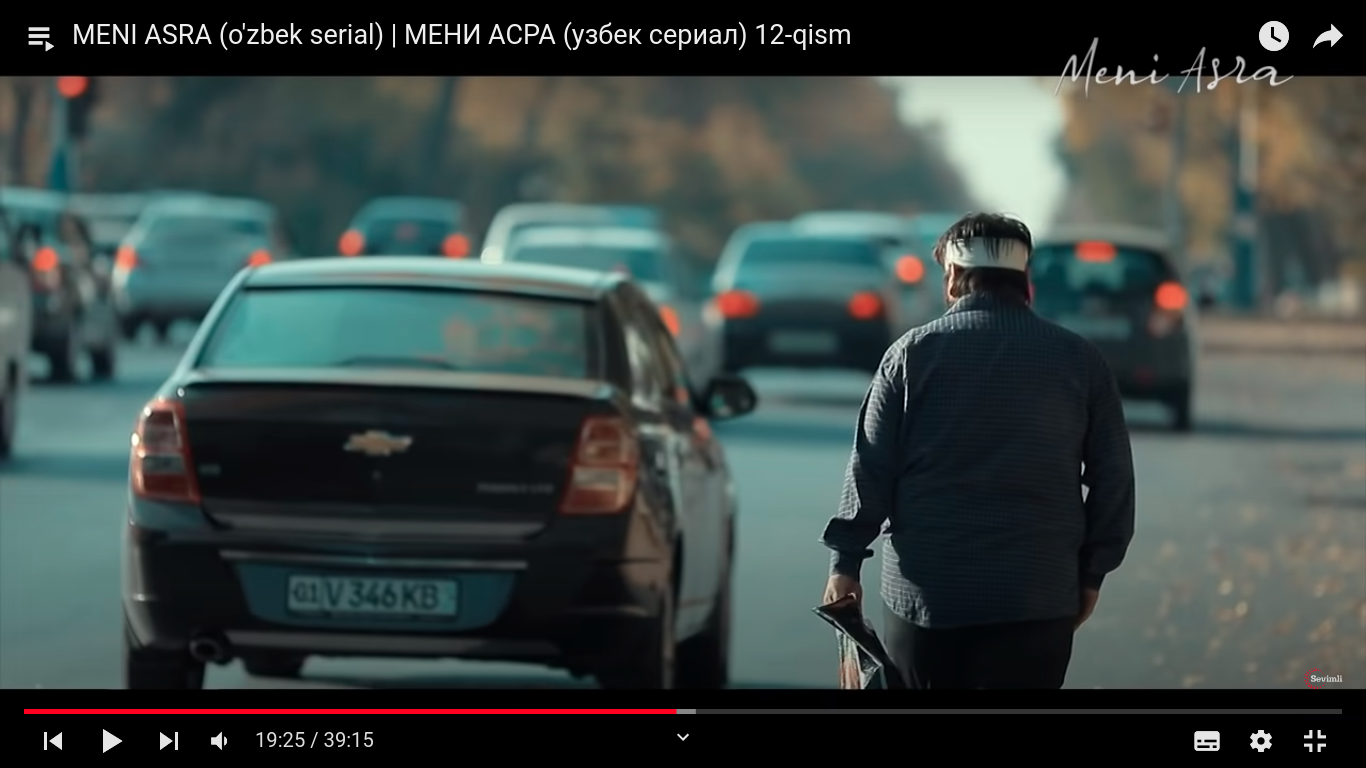 MENI ASRA (o'zbek serial) | МЕНИ АСРА (узбек сериал) 12-qism
Meni Asra
01 V 346 KB
Sevimli
19:25 / 39:15